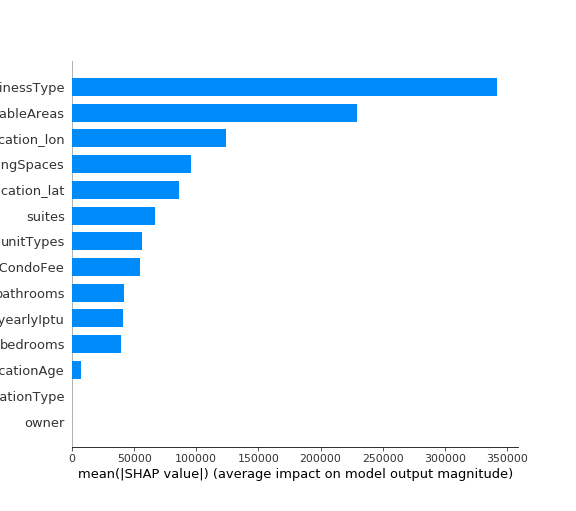 inessType
ableAreas
cation_lon
ngSpaces
cation_lat
suites
unitTypes
CondoFee
bathrooms
yearlyIptu
bedrooms
cationAge
ationType
owner
0 50000 100000 150000 200000 250000 300000 350000
mean(|SHAP value|) (average impact on model output magnitude)